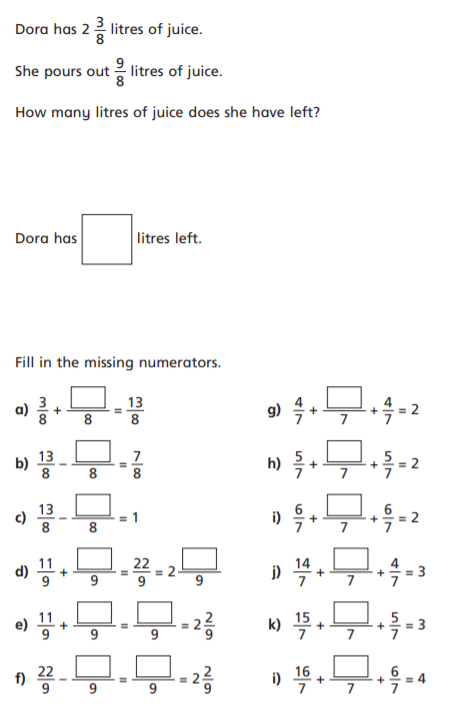 Dora has 2 3/8 litres of juice.
She pours out 9/8 litres of juice.
How many litres of juice does she have left?
Dora has □ litres left.
Fill in the missing numerators.
a) 3/8 + □/8 = 13/8
b) 13/8 - □/8 = 7/8
c) 13/8 - □/8 = 1
d) 11/9 + □/9 = 22/9 = 2 □/9
e) 11/9 + □/9 = □/9 = 2 2/9
f) 22/9 - □/9 = □/9 = 2 2/9
g) 4/7 + □/7 + 4/7 = 2
h) 5/7 + □/7 + 5/7 = 2
i) 6/7 + □/7 + 6/7 = 2
j) 14/7 + □/7 + 4/7 = 3
k) 15/7 + □/7 + 5/7 = 3
i) 16/7 + □/7 + 6/7 = 4